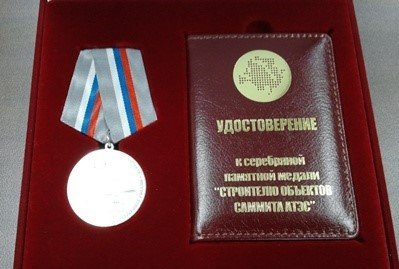 УДОСТОВЕРЕНИЕ
к серебряной
памятной медали
"СТРОИТЕЛЮ ОБЪЕКТОВ
САММИТА АТЭС"